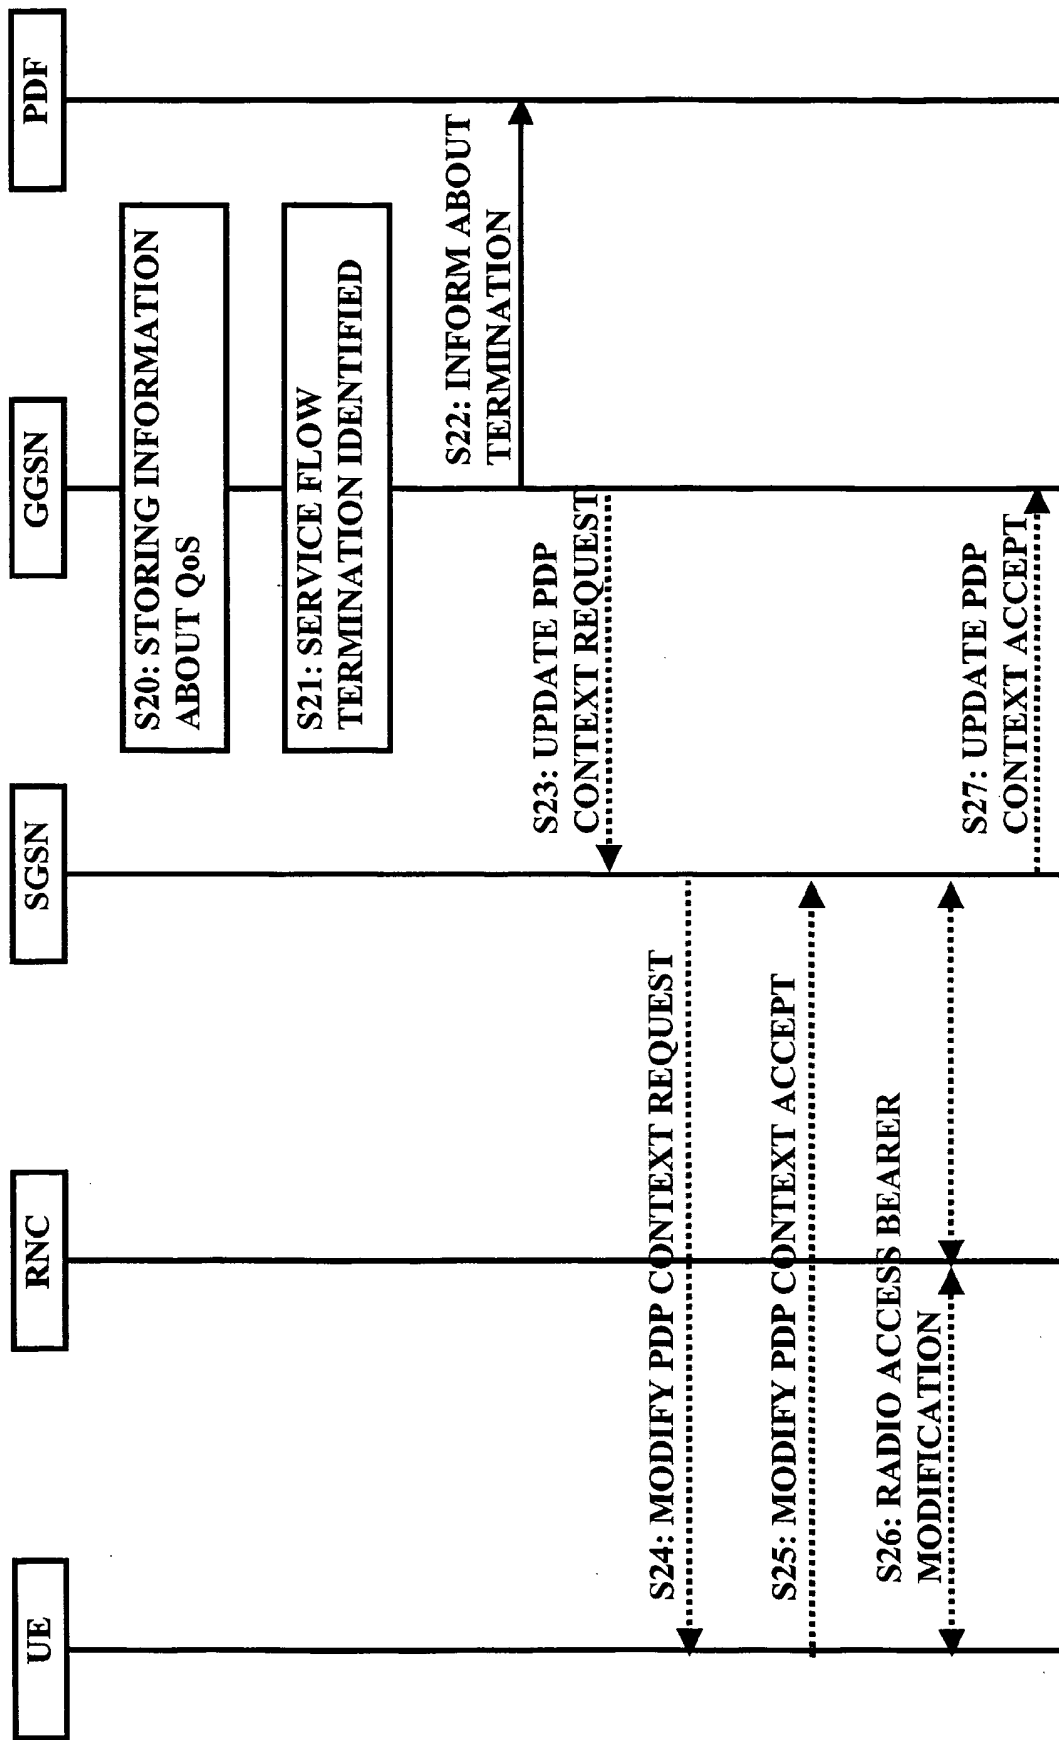 UE
RNC
SGSN
GGSN
PDF
S20: STORING INFORMATION
ABOUT QoS
S21: SERVICE FLOW
TERMINATION IDENTIFIED
S22: INFORM ABOUT
TERMINATION
S23: UPDATE PDP
CONTEXT REQUEST
S24: MODIFY PDP CONTEXT REQUEST
S25: MODIFY PDP CONTEXT ACCEPT
S26: RADIO ACCESS BEARER
MODIFICATION
S27: UPDATE PDP
CONTEXT ACCEPT